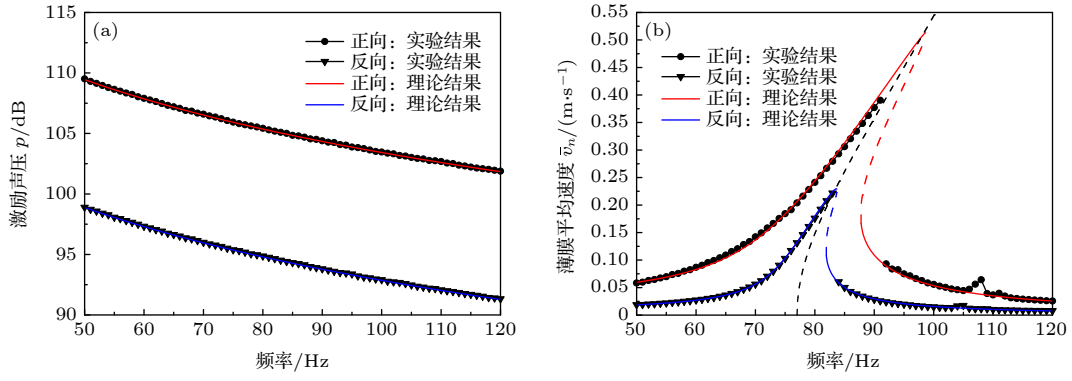 (a)
正向：实验结果
反向：实验结果
正向：理论结果
反向：理论结果
115
110
105
100
95
90
激励声压 p/dB
50 60 70 80 90 100 110 120
频率/Hz
(b)
正向：实验结果
反向：实验结果
正向：理论结果
反向：理论结果
0.55
0.50
0.45
0.40
0.35
0.30
0.25
0.20
0.15
0.10
0.05
0
薄膜平均速度 v̄ₙ/(m·s⁻¹)
50 60 70 80 90 100 110 120
频率/Hz